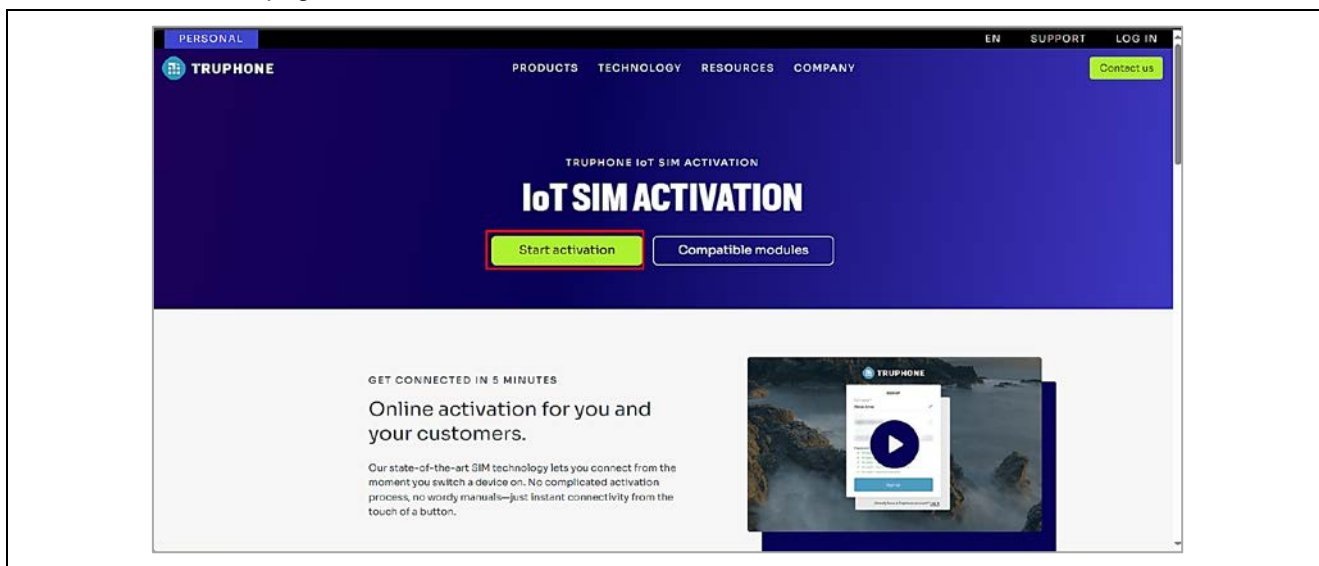 PERSONAL
EN SUPPORT LOG IN
TRUPHONE
PRODUCTS TECHNOLOGY RESOURCES COMPANY
Contact us
TRUPHONE IoT SIM ACTIVATION
IoT SIM ACTIVATION
Start activation
Compatible modules
GET CONNECTED IN 5 MINUTES
Online activation for you and
your customers.
Our state-of-the-art SIM technology lets you connect from the
moment you switch a device on. No complicated activation
process, no wordy manuals—just instant connectivity from the
touch of a button.
TRUPHONE